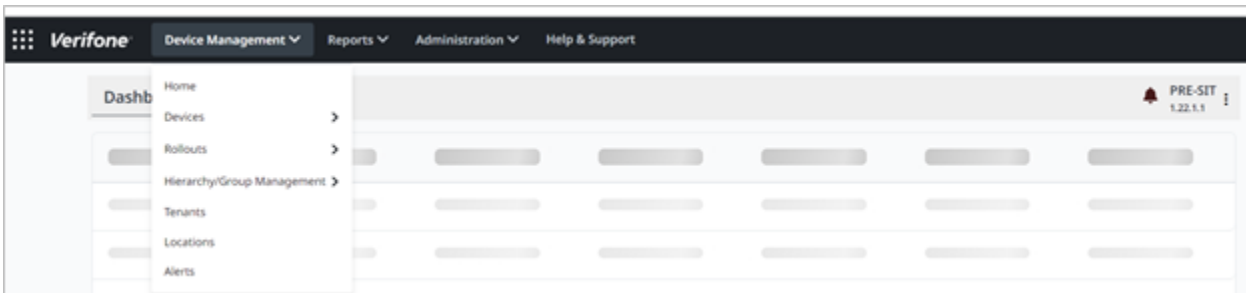 Verifone Device Management Reports Administration Help & Support
Home
Dashb
PRE-SIT
1.22.1.1
Devices
Rollouts
Hierarchy/Group Management
Tenants
Locations
Alerts